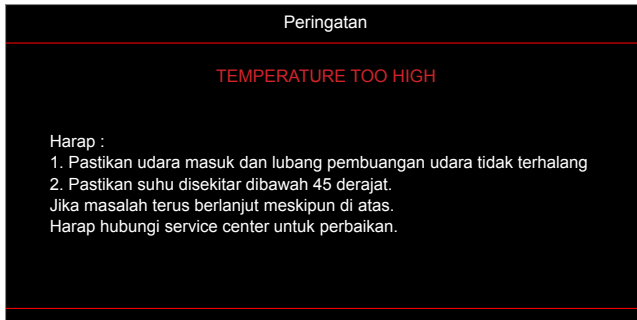 Peringatan
TEMPERATURE TOO HIGH
Harap :
1. Pastikan udara masuk dan lubang pembuangan udara tidak terhalang
2. Pastikan suhu disekitar dibawah 45 derajat.
Jika masalah terus berlanjut meskipun di atas.
Harap hubungi service center untuk perbaikan.